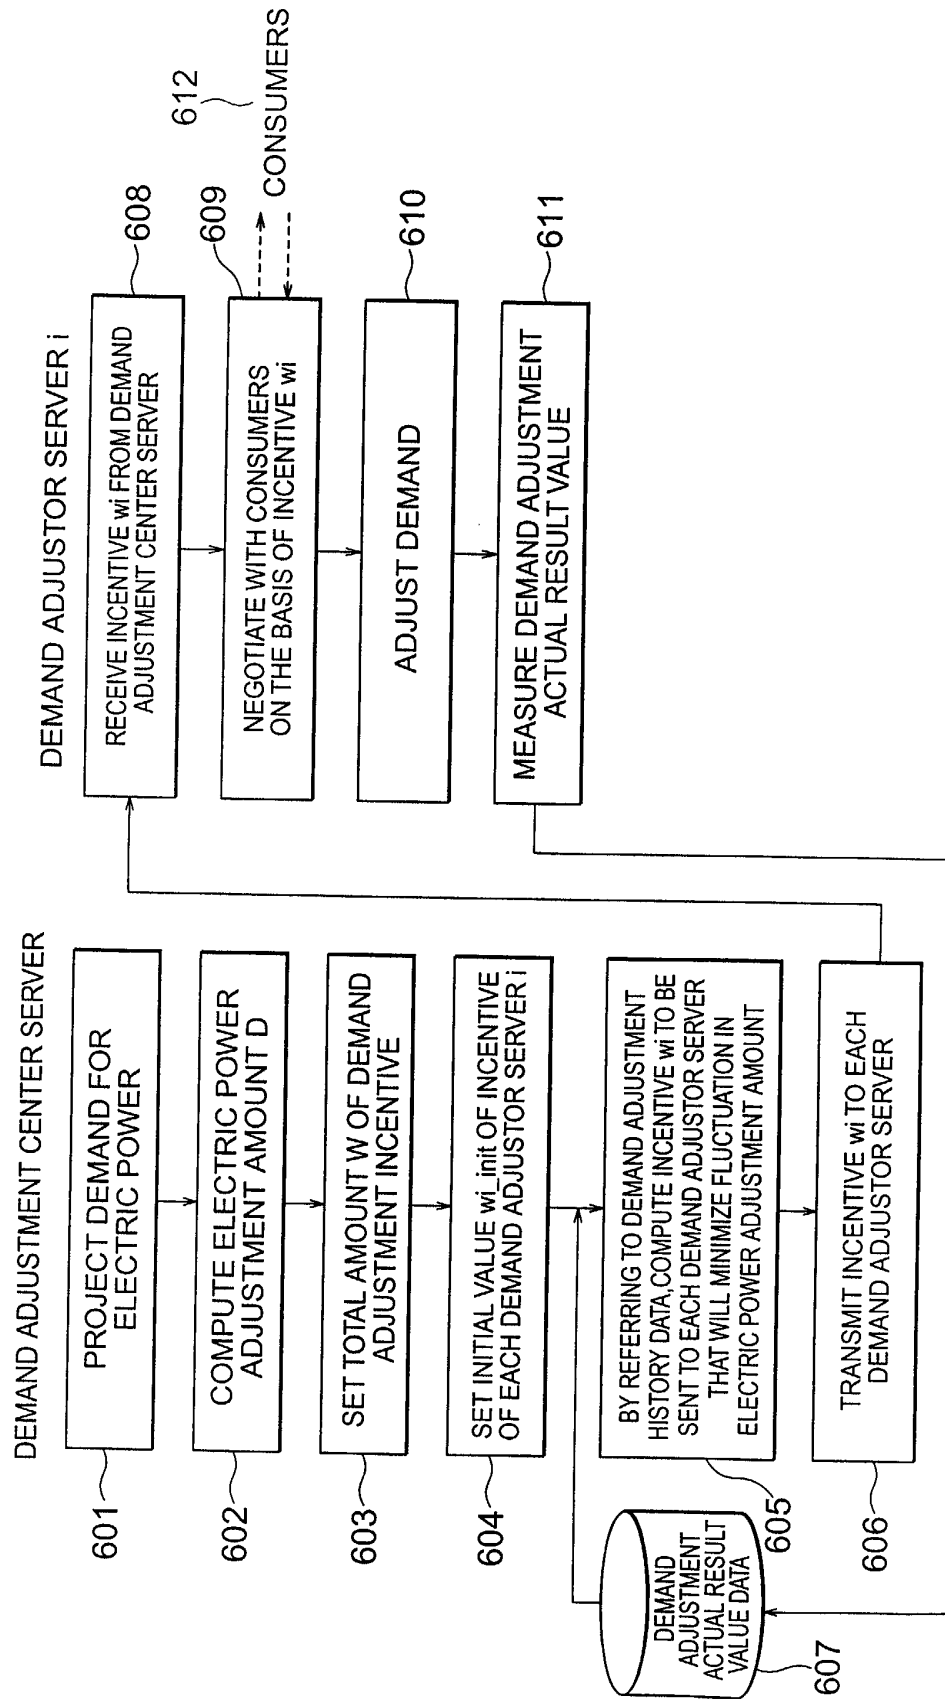 DEMAND ADJUSTMENT CENTER SERVER
601
PROJECT DEMAND FOR
ELECTRIC POWER
602
COMPUTE ELECTRIC POWER
ADJUSTMENT AMOUNT D
603
SET TOTAL AMOUNT W OF DEMAND
ADJUSTMENT INCENTIVE
604
SET INITIAL VALUE wi_init OF INCENTIVE
OF EACH DEMAND ADJUSTOR SERVER i
605
BY REFERRING TO DEMAND ADJUSTMENT
HISTORY DATA,COMPUTE INCENTIVE wi TO BE
SENT TO EACH DEMAND ADJUSTOR SERVER
THAT WILL MINIMIZE FLUCTUATION IN
ELECTRIC POWER ADJUSTMENT AMOUNT
606
TRANSMIT INCENTIVE wi TO EACH
DEMAND ADJUSTOR SERVER
DEMAND
ADJUSTMENT
ACTUAL RESULT
VALUE DATA
607
DEMAND ADJUSTOR SERVER i
RECEIVE INCENTIVE wi FROM DEMAND
ADJUSTMENT CENTER SERVER
608
NEGOTIATE WITH CONSUMERS
ON THE BASIS OF INCENTIVE wi
609
612
CONSUMERS
ADJUST DEMAND
610
MEASURE DEMAND ADJUSTMENT
ACTUAL RESULT VALUE
611